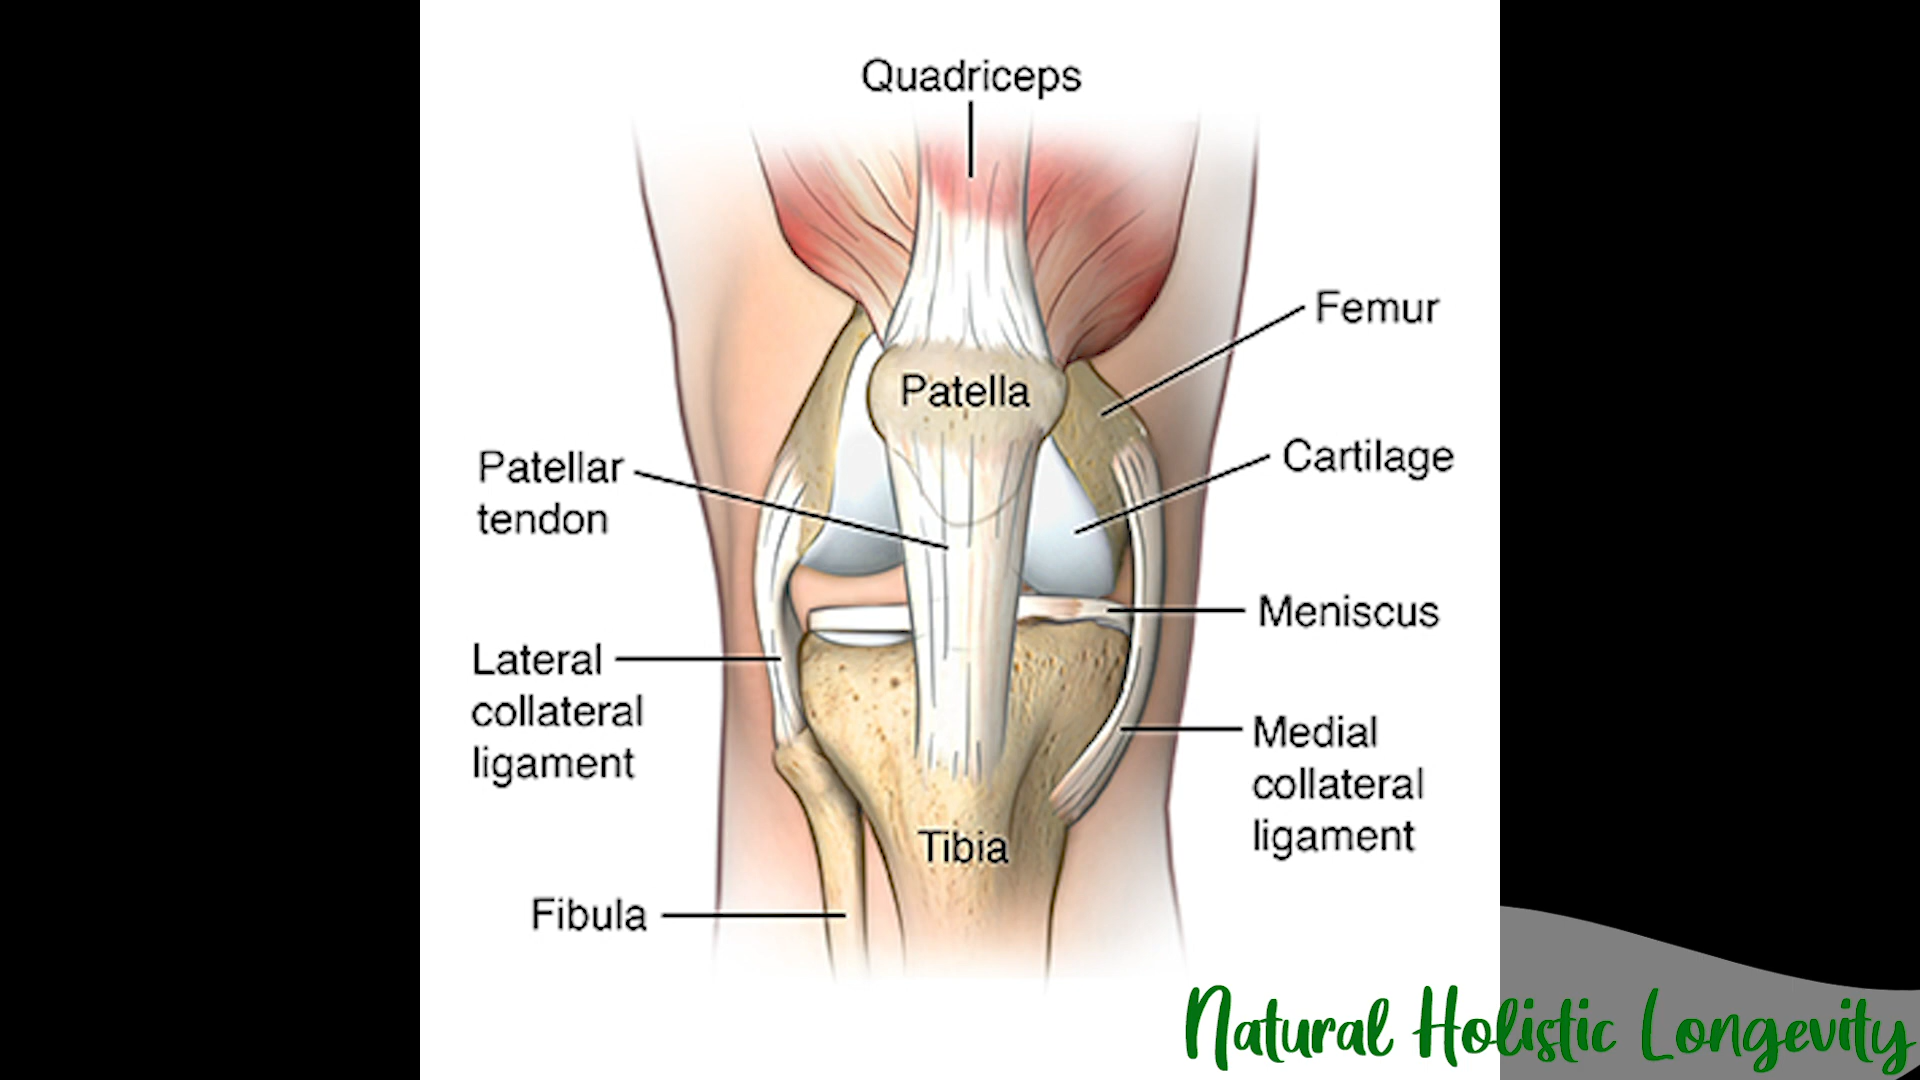 Quadriceps
Femur
Patella
Cartilage
Patellar
tendon
Meniscus
Lateral
collateral
ligament
Medial
collateral
ligament
Tibia
Fibula
Natural Holistic Longevity